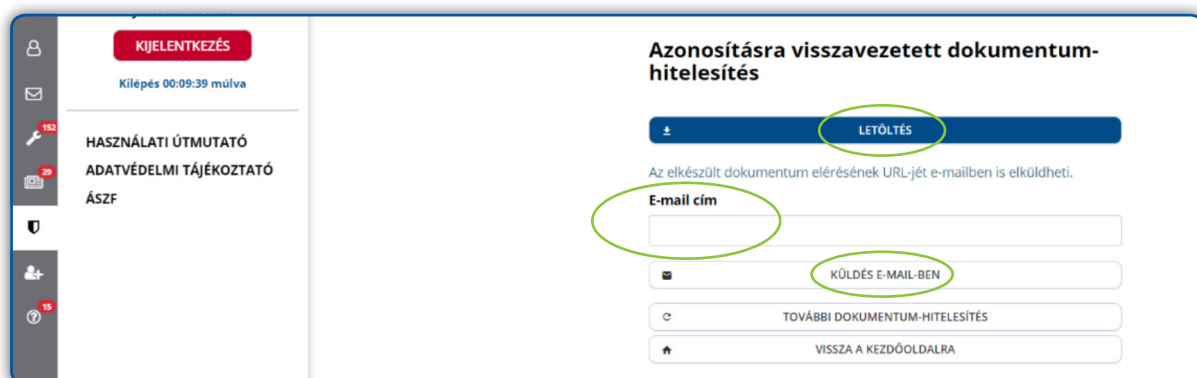 KIJELENTKEZÉS
Kilépés 00:09:39 múlva
152
29
15
HASZNÁLATI ÚTMUTATÓ
ADATVÉDELMI TÁJÉKOZTATÓ
ÁSZF
Azonosításra visszavezetett dokumentum-
hitelesítés
LETÖLTÉS
Az elkészült dokumentum elérésének URL-jét e-mailben is elküldheti.
E-mail cím
KÜLDÉS E-MAIL-BEN
TOVÁBBI DOKUMENTUM-HITELESÍTÉS
VISSZA A KEZDŐOLDALRA